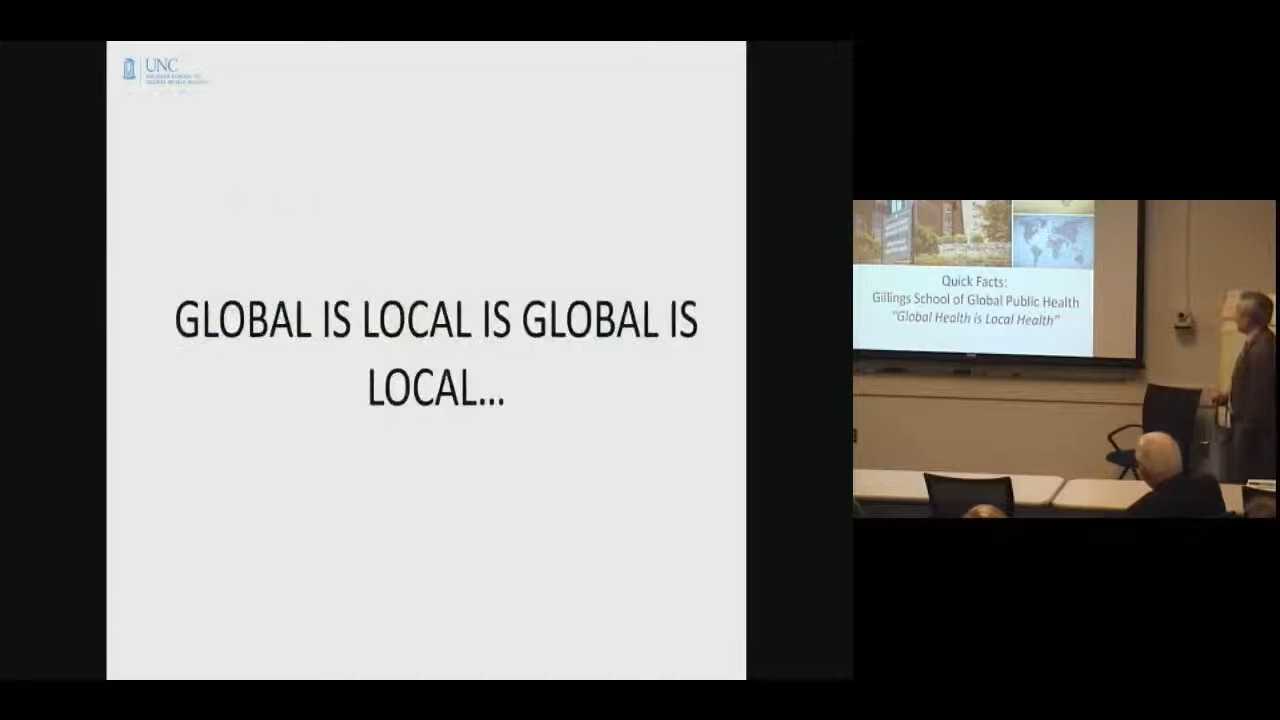 UNC
GLOBAL IS LOCAL IS GLOBAL IS
LOCAL...
Quick Facts:
Gillings School of Global Public Health
"Global Health is Local Health"